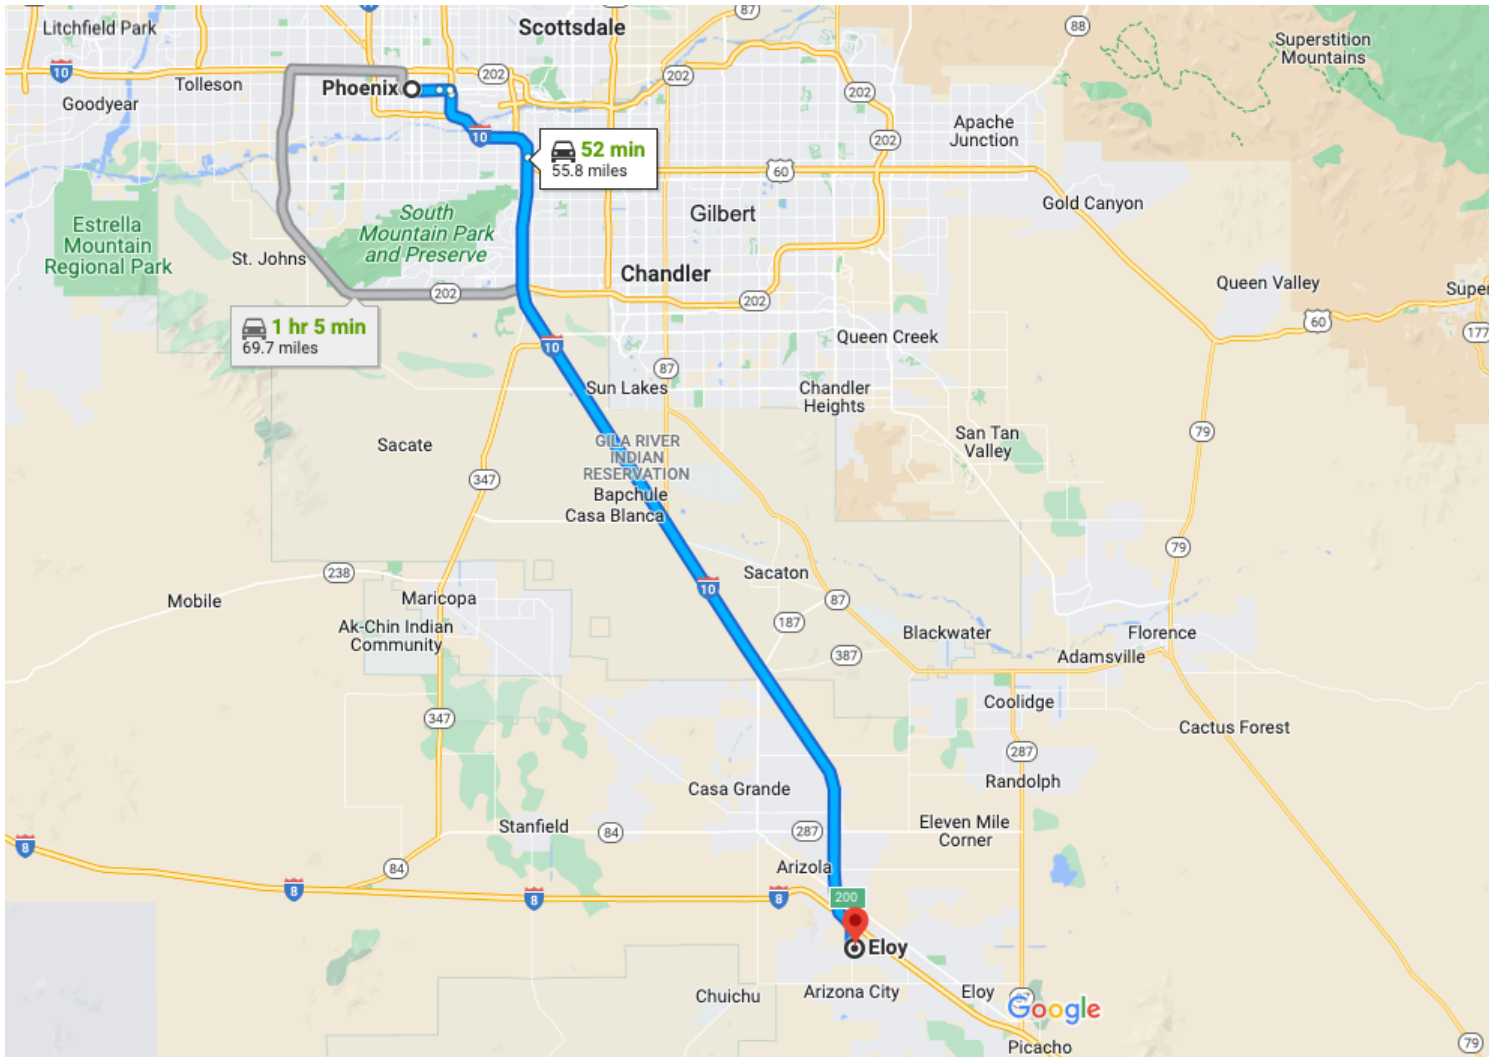 Litchfield Park
Scottsdale
87
88
Superstition
Mountains
10
Tolleson
Goodyear
Phoenix
202
202
202
Apache
Junction
10
52 min
55.8 miles
202
60
Gold Canyon
Estrella
Mountain
Regional Park
South
Mountain Park
and Preserve
Gilbert
St. Johns
Chandler
Queen Valley
Super
202
202
60
177
1 hr 5 min
69.7 miles
10
Queen Creek
87
Sun Lakes
Chandler
Heights
Sacate
GILA RIVER
INDIAN
RESERVATION
San Tan
Valley
79
347
Bapchule
Casa Blanca
79
238
Sacaton
Mobile
Maricopa
10
87
Ak-Chin Indian
Community
187
Blackwater
Florence
387
Adamsville
Coolidge
347
Cactus Forest
287
Randolph
Casa Grande
Stanfield
84
287
Eleven Mile
Corner
8
84
Arizola
8
8
8
200
Eloy
Chuichu
Arizona City
Eloy
Google
Picacho
79